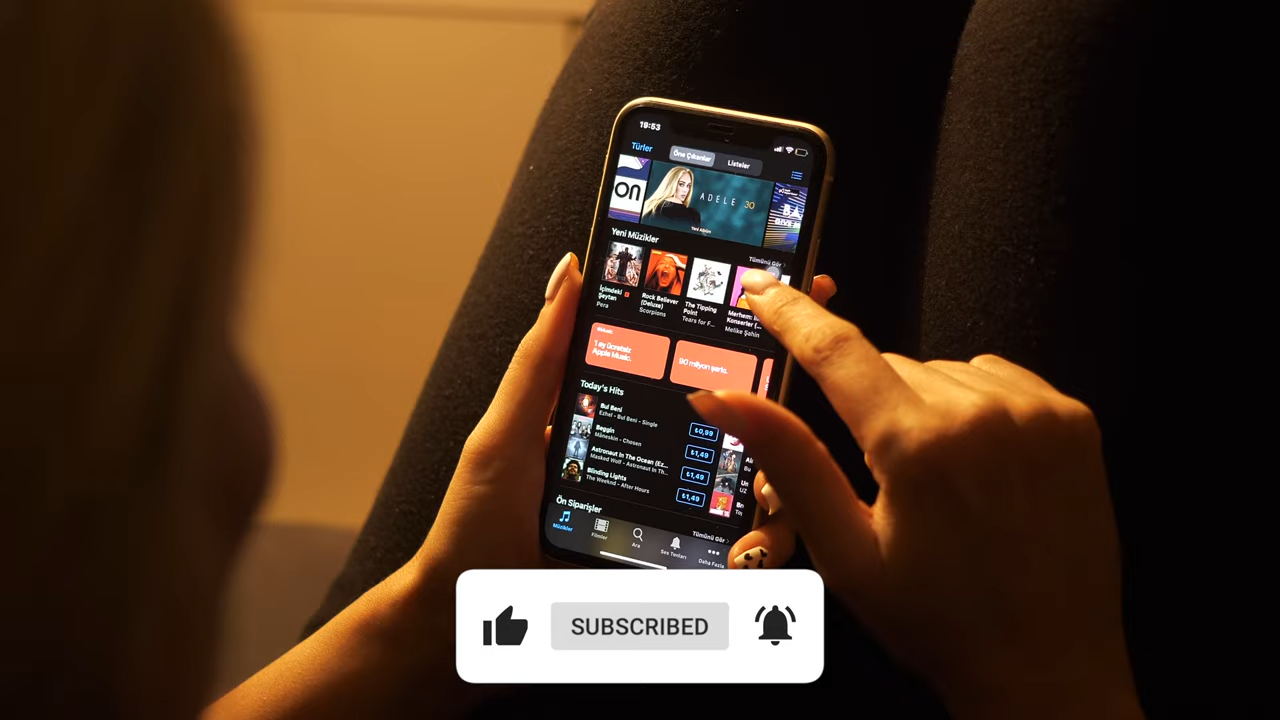 19:53
Türler
Öne Çıkanlar
Listeler
ON
ADELE 30
Yeni Albüm
Yeni Müzikler
Tümünü Gör
İçimdeki
Şeytan
Pera
Rock Believer
(Deluxe)
Scorpions
The Tipping
Point
Tears for F...
Merhem:
Konserler (...
Melike Şahin
1 ay ücretsiz
Apple Music.
90 milyon şarkı.
Today's Hits
Bul Beni
Ezhel - Bul Beni - Single
₺0,99
Beggin
Måneskin - Chosen
₺1,49
Astronaut In The Ocean (Ez...
Masked Wolf - Astronaut In Th...
₺1,49
Blinding Lights
The Weeknd - After Hours
₺1,49
Ön Siparişler
Tümünü Gör
Müzikler
Filmler
Ara
Zil Sesleri
Daha Fazla
SUBSCRIBED